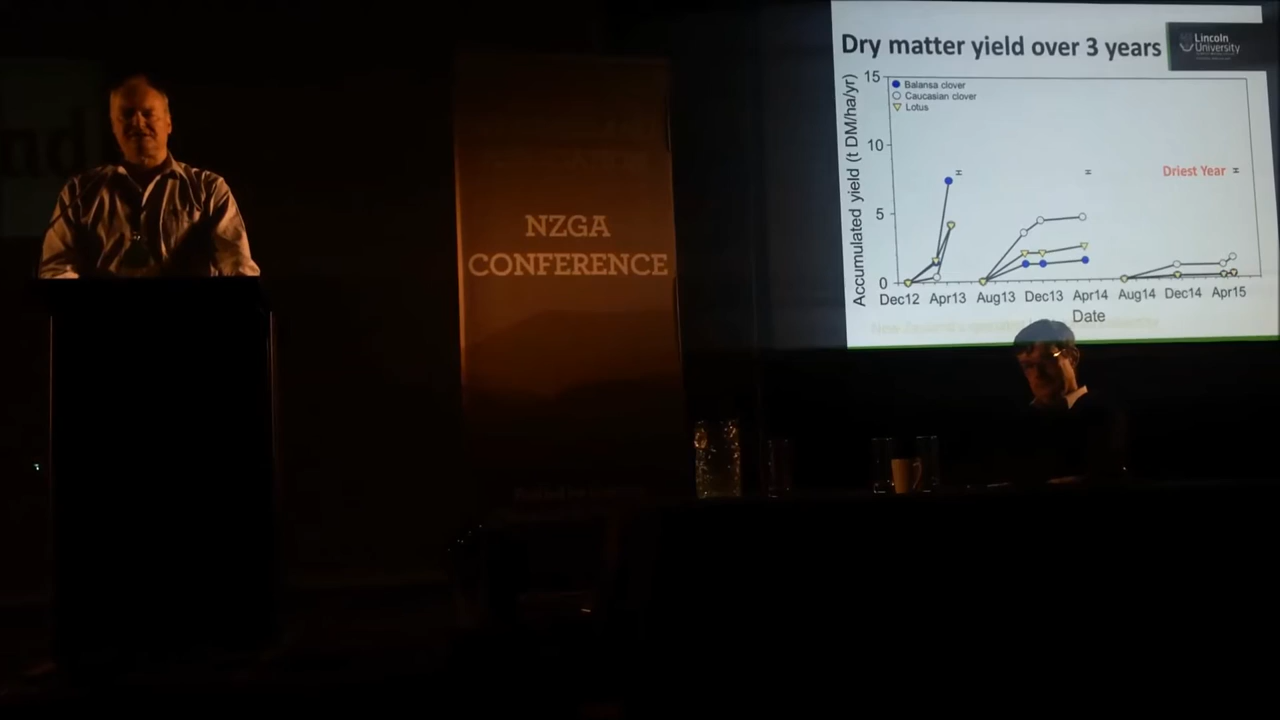 nd
NZGA
CONFERENCE
Dry matter yield over 3 years
Lincoln
University
Accumulated yield (t DM/ha/yr)
15
10
5
0
Balansa clover
Caucasian clover
Lotus
Driest Year
Dec12 Apr13 Aug13 Dec13 Apr14 Aug14 Dec14 Apr15
Date